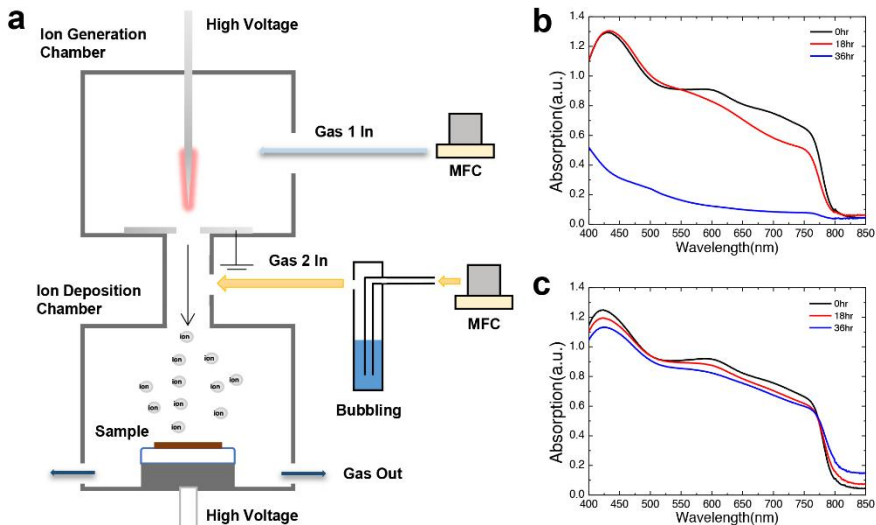 a
High Voltage
Ion Generation
Chamber
Gas 1 In
MFC
Gas 2 In
Ion Deposition
Chamber
MFC
Bubbling
ion
ion
ion
ion
ion
ion
ion
ion
ion
Sample
Gas Out
High Voltage
b
Absorption(a.u.)
1.4
1.2
1.0
0.8
0.6
0.4
0.2
0.0
0hr
18hr
36hr
400 450 500 550 600 650 700 750 800 850
Wavelength(nm)
c
Absorption(a.u.)
1.4
1.2
1.0
0.8
0.6
0.4
0.2
0.0
0hr
18hr
36hr
400 450 500 550 600 650 700 750 800 850
Wavelength(nm)